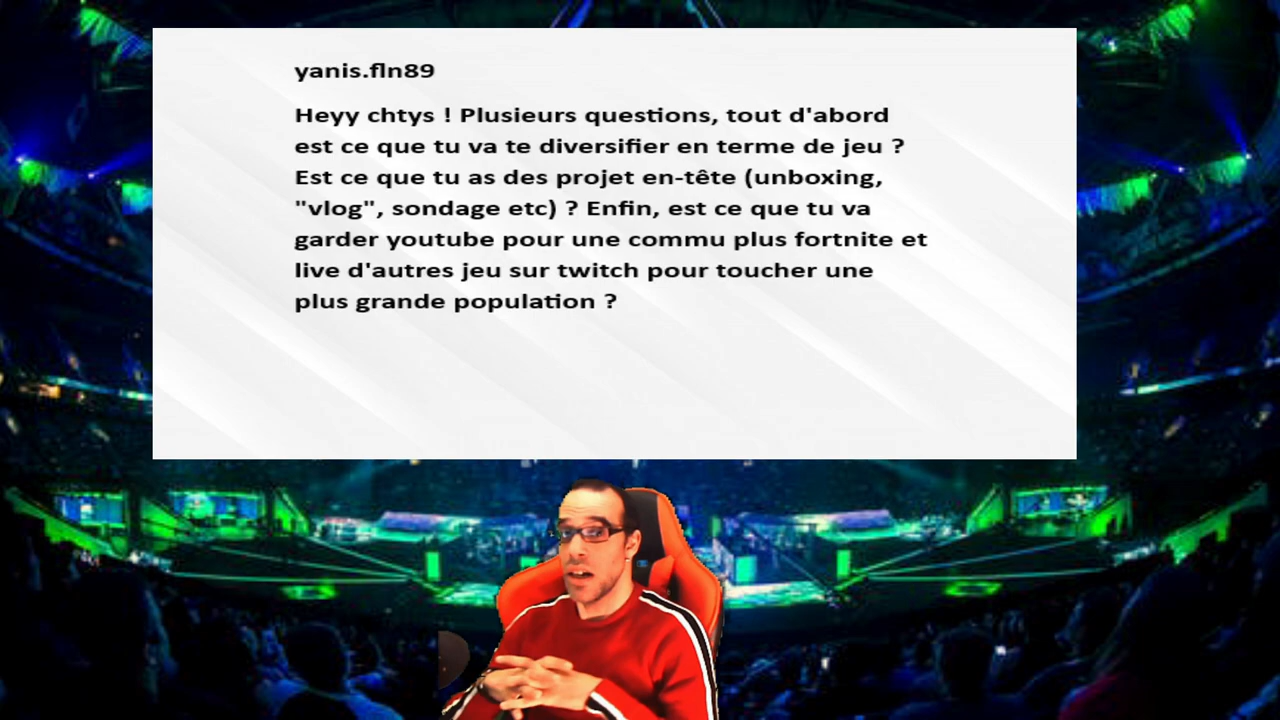 yanis.fln89
Heyy chtys ! Plusieurs questions, tout d'abord
est ce que tu va te diversifier en terme de jeu ?
Est ce que tu as des projet en-tête (unboxing,
"vlog", sondage etc) ? Enfin, est ce que tu va
garder youtube pour une commu plus fortnite et
live d'autres jeu sur twitch pour toucher une
plus grande population ?